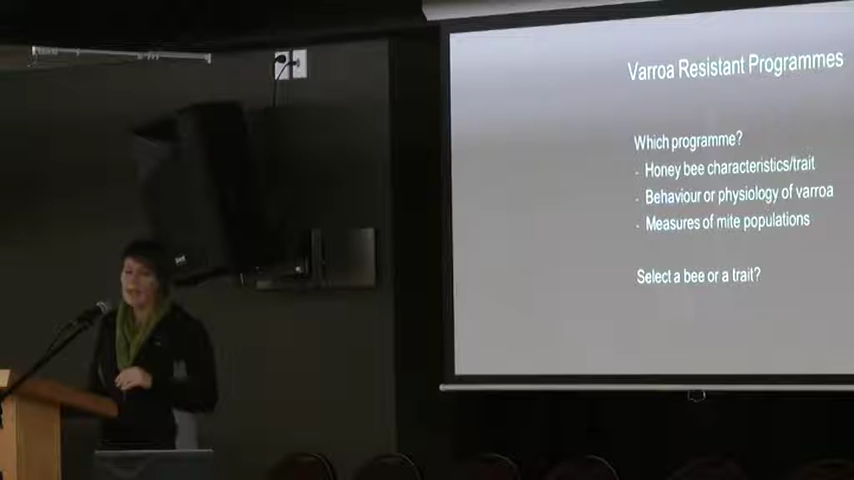 Varroa Resistant Programmes
Which programme?
- Honey bee characteristics/trait
- Behaviour or physiology of varroa
- Measures of mite populations
Select a bee or a trait?